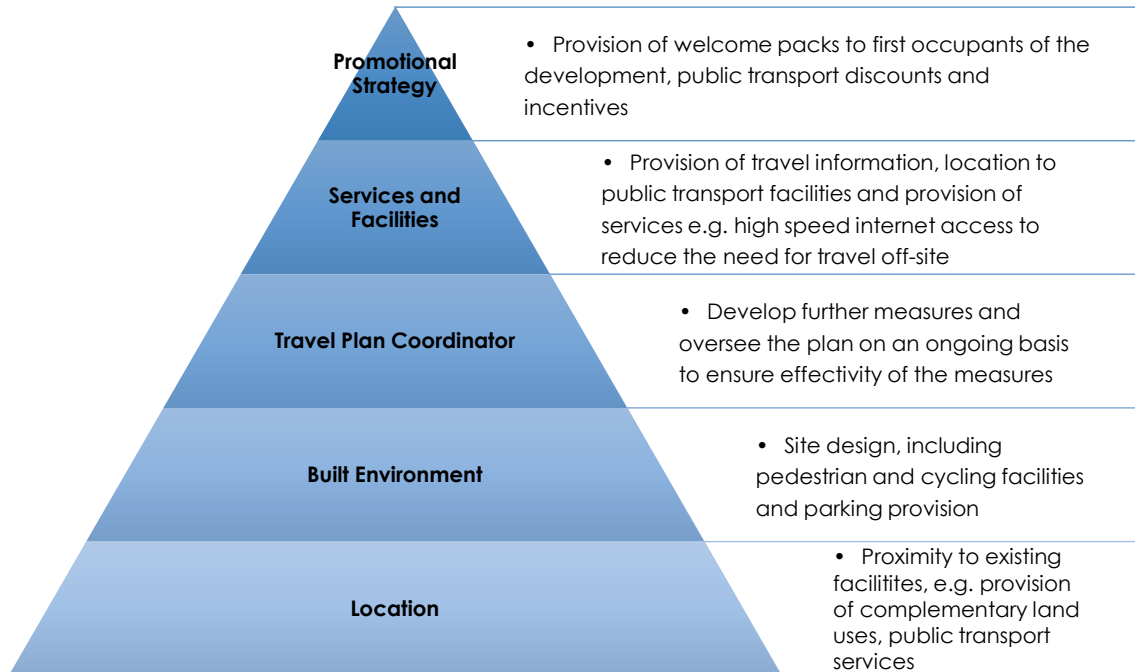 Promotional
Strategy
• Provision of welcome packs to first occupants of the
development, public transport discounts and
incentives
Services and
Facilities
• Provision of travel information, location to
public transport facilities and provision of
services e.g. high speed internet access to
reduce the need for travel off-site
Travel Plan Coordinator
• Develop further measures and
oversee the plan on an ongoing basis
to ensure effectivity of the measures
Built Environment
• Site design, including
pedestrian and cycling facilities
and parking provision
Location
• Proximity to existing
facilitites, e.g. provision
of complementary land
uses, public transport
services